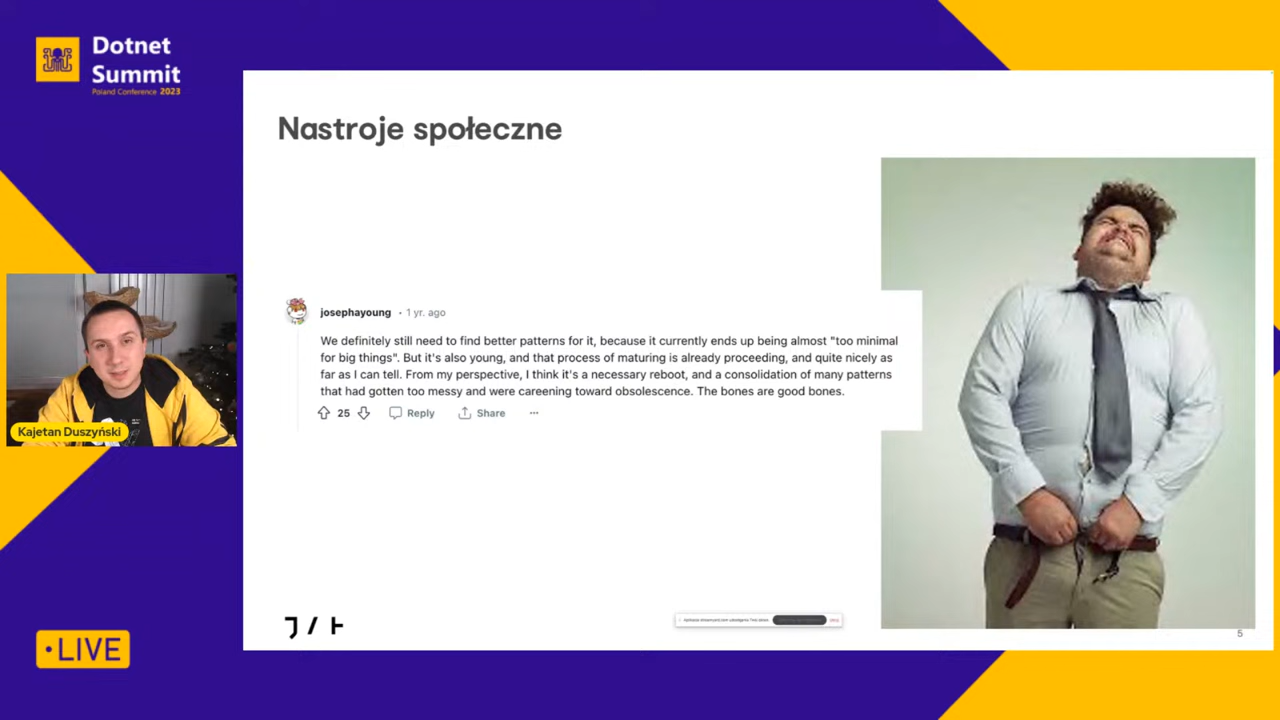 Dotnet
Summit
Poland Conference 2023
Nastroje społeczne
josephayoung • 1 yr. ago
We definitely still need to find better patterns for it, because it currently ends up being almost "too minimal
for big things". But it's also young, and that process of maturing is already proceeding, and quite nicely as
far as I can tell. From my perspective, I think it's a necessary reboot, and a consolidation of many patterns
that had gotten too messy and were careening toward obsolescence. The bones are good bones.
25 Reply Share ···
Kajetan Duszyński
5
• LIVE